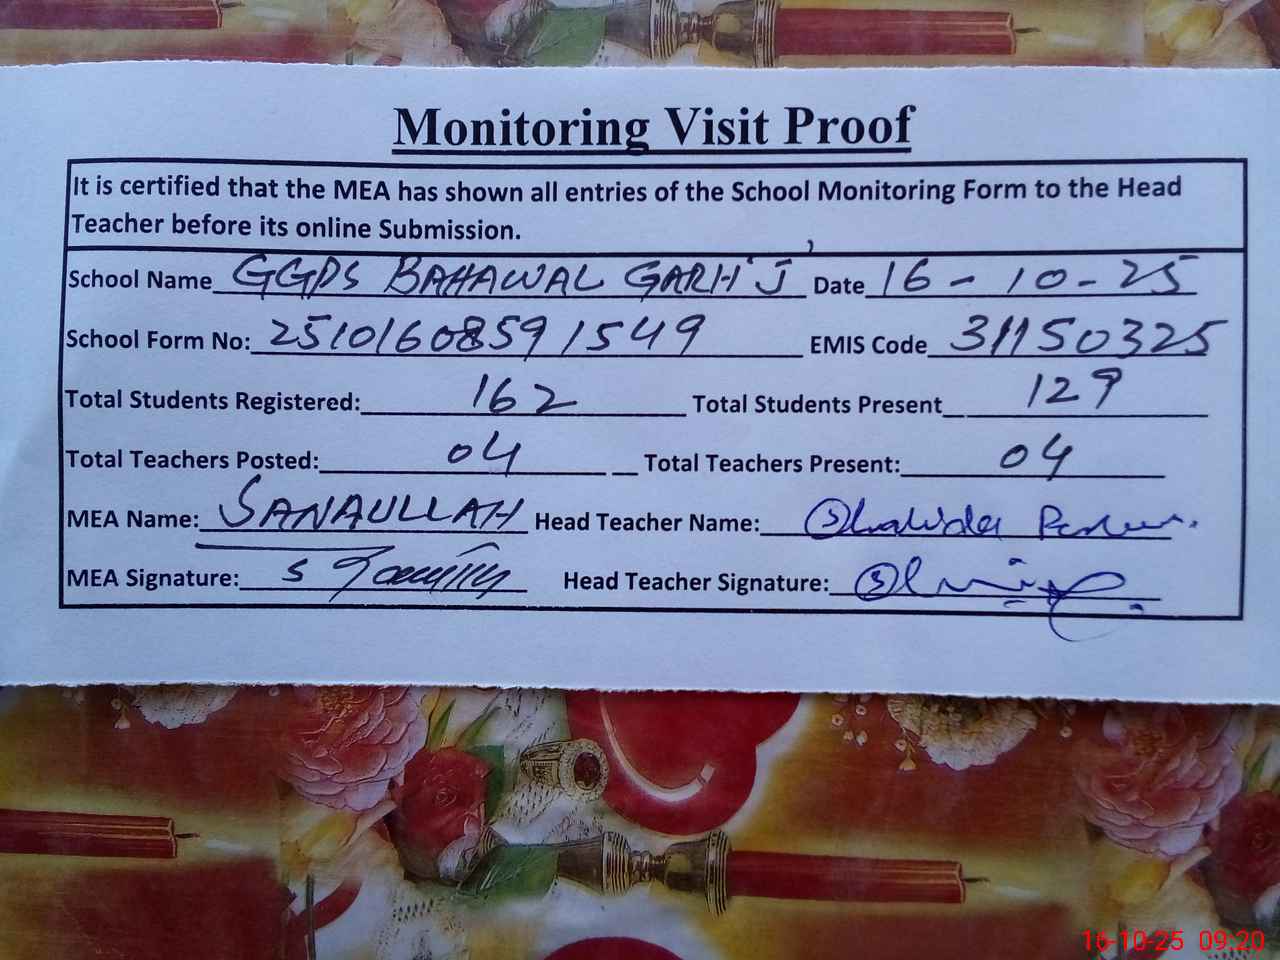 Monitoring Visit Proof
It is certified that the MEA has shown all entries of the School Monitoring Form to the Head
Teacher before its online Submission.
School Name GGPS BAHAWAL GARH J Date 16-10-25
School Form No: 2510160859 1549 EMIS Code 31150325
Total Students Registered: 162 Total Students Present 129
Total Teachers Posted: 04 Total Teachers Present: 04
MEA Name: SANAULLAH Head Teacher Name:
MEA Signature: Head Teacher Signature:
16-10-25 09:20